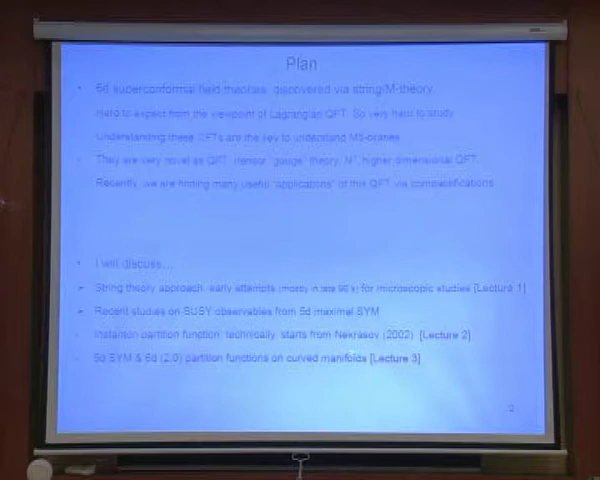 Plan
• 6d superconformal field theories, discovered via string/M-theory
Hard to expect from the viewpoint of Lagrangian QFT. So very hard to study
Understanding these CFTs are the key to understand M5-branes
They are very novel as QFT: tensor "gauge" theory, N³, higher dimensional QFT
Recently, we are finding many useful "applications" of this QFT via compactifications
• I will discuss...
String theory approach: early attempts (mostly in late 90's) for microscopic studies [Lecture 1]
Recent studies on SUSY observables from 5d maximal SYM
Instanton partition function: technically, starts from Nekrasov (2002) [Lecture 2]
5d SYM & 6d (2,0) partition functions on curved manifolds [Lecture 3]
2